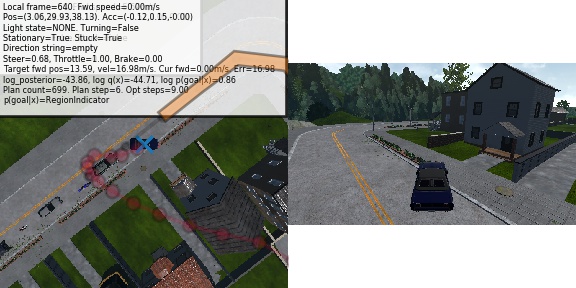 Local frame=640. Fwd.speed=0.00m/s
Pos=(3.06,29.93,38.13). Acc=(-0.12,0.15,-0.00)
Light state=NONE. Turning=False
Stationary=True. Stuck=True
Direction string=empty
Steer=0.68, Throttle=1.00, Brake=0.00
Target fwd pos=13.59, vel=16.98m/s. Cur fwd=0.00m/s, Err=16.98
log_posterior=-43.86, log q(x)=-44.71, log p(goal|x)=0.86
Plan count=699. Plan step=6. Opt steps=9.00
p(goal|x)=RegionIndicator